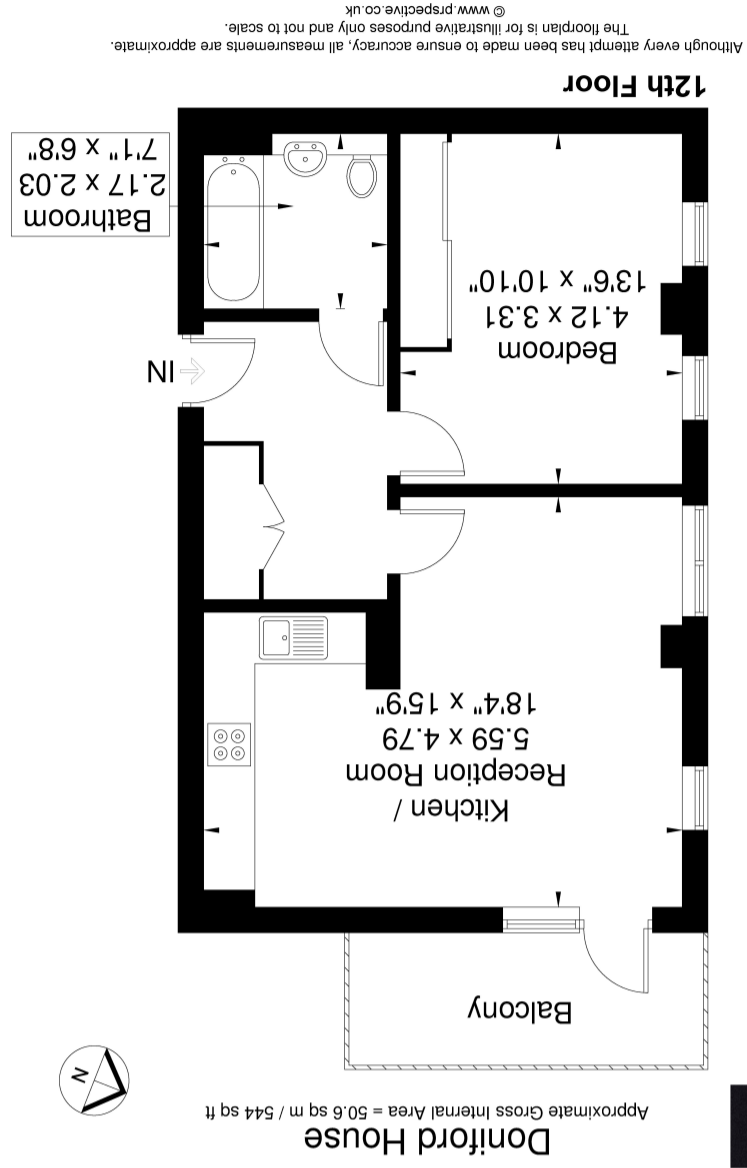 Doniford House
Approximate Gross Internal Area = 50.6 sq m / 544 sq ft
N
Balcony
Kitchen /
Reception Room
5.59 x 4.79
18'4" x 15'9"
IN
Bedroom
4.12 x 3.31
13'6" x 10'10"
Bathroom
2.17 x 2.03
7'1" x 6'8"
12th Floor
Although every attempt has been made to ensure accuracy, all measurements are approximate.
The floorplan is for illustrative purposes only and not to scale.
© www.prspective.co.uk